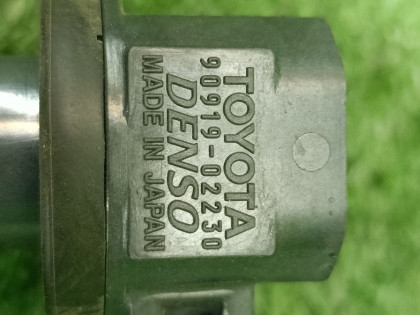 TOYOTA
90919-02230
DENSO
MADE IN JAPAN